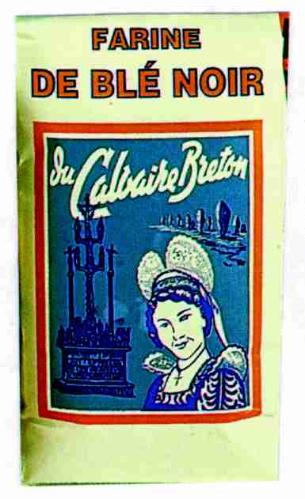 FARINE
DE BLÉ NOIR
du Calvaire Breton